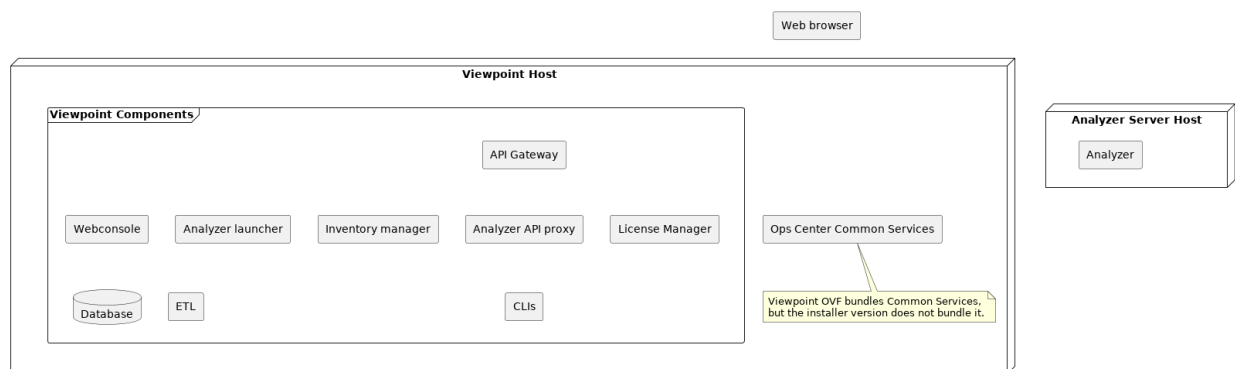 Web browser
Viewpoint Host
Viewpoint Components
Analyzer Server Host
API Gateway
Analyzer
Webconsole
Analyzer launcher
Inventory manager
Analyzer API proxy
License Manager
Ops Center Common Services
Database
ETL
CLIs
Viewpoint OVF bundles Common Services,
but the installer version does not bundle it.